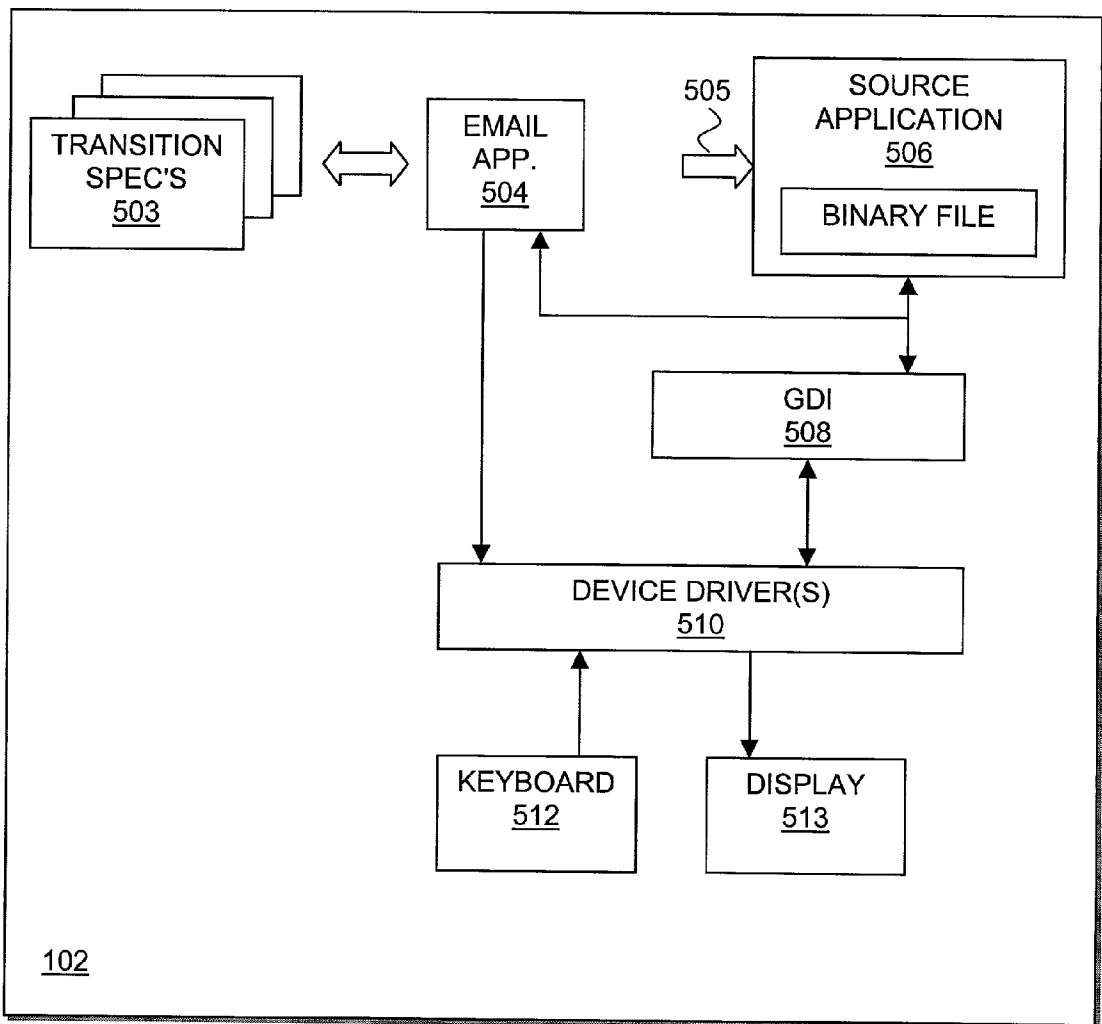 TRANSITION
SPEC'S
503
EMAIL
APP.
504
505
SOURCE
APPLICATION
506
BINARY FILE
GDI
508
DEVICE DRIVER(S)
510
KEYBOARD
512
DISPLAY
513
102